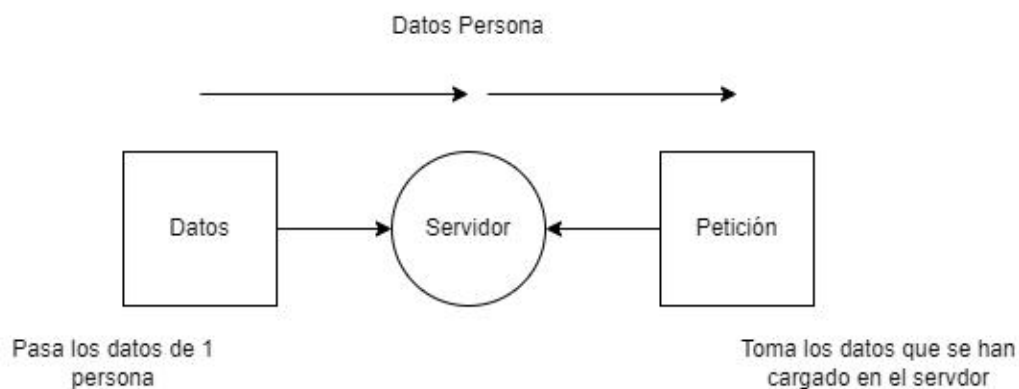 Datos Persona
Datos
Servidor
Petición
Pasa los datos de 1
persona
Toma los datos que se han
cargado en el servdor